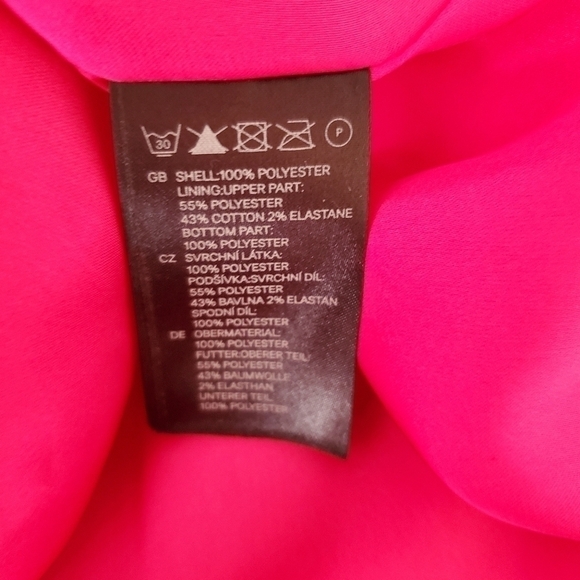 30
P
GB SHELL:100% POLYESTER
LINING:UPPER PART:
55% POLYESTER
43% COTTON 2% ELASTANE
BOTTOM PART:
100% POLYESTER
CZ SVRCHNÍ LÁTKA:
100% POLYESTER
PODŠÍVKA:SVRCHNÍ DÍL:
55% POLYESTER
43% BAVLNA 2% ELASTAN
SPODNÍ DÍL:
100% POLYESTER
DE OBERMATERIAL:
100% POLYESTER
FUTTER:OBERER TEIL:
55% POLYESTER
43% BAUMWOLLE
2% ELASTHAN
UNTERER TEIL:
100% POLYESTER